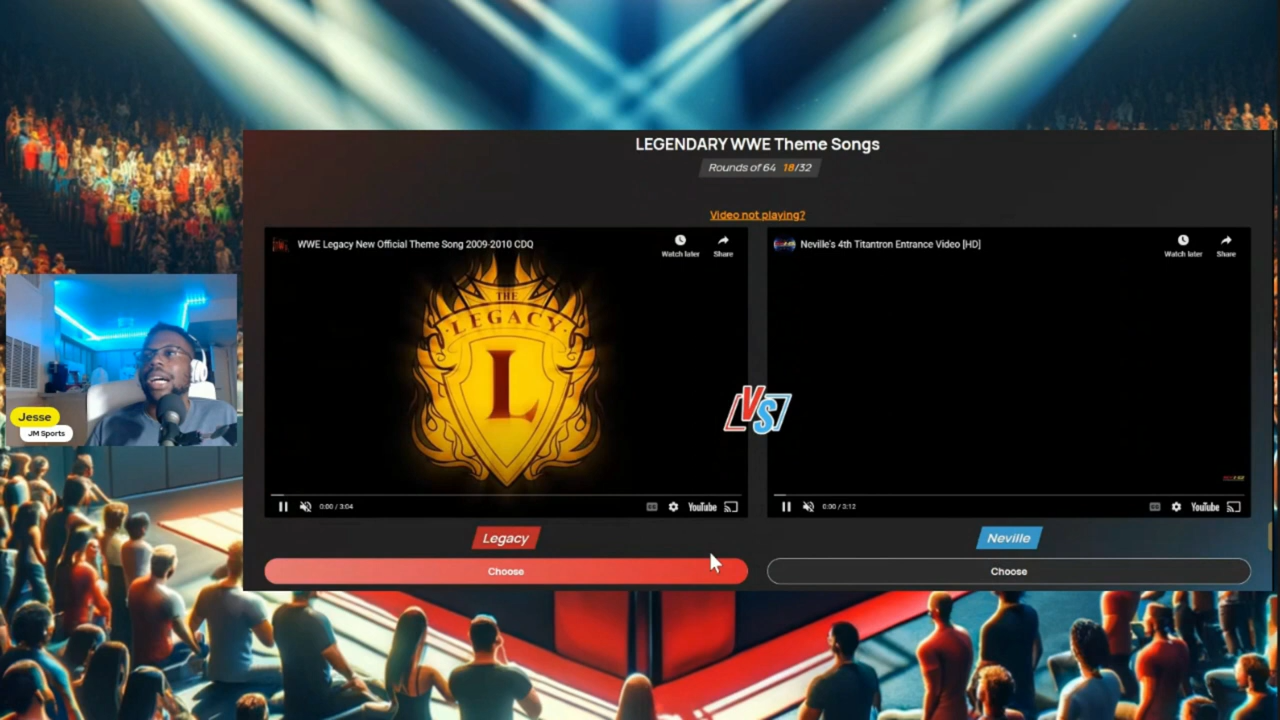 LEGENDARY WWE Theme Songs
Rounds of 64 18/32
Video not playing?
WWE Legacy New Official Theme Song 2009-2010 CDQ
Watch later
Share
Neville's 4th Titantron Entrance Video [HD]
Watch later
Share
THE
LEGACY
L
VS
Jesse
JM Sports
0:00 / 3:04
YouTube
0:00 / 3:12
YouTube
Legacy
Neville
Choose
Choose